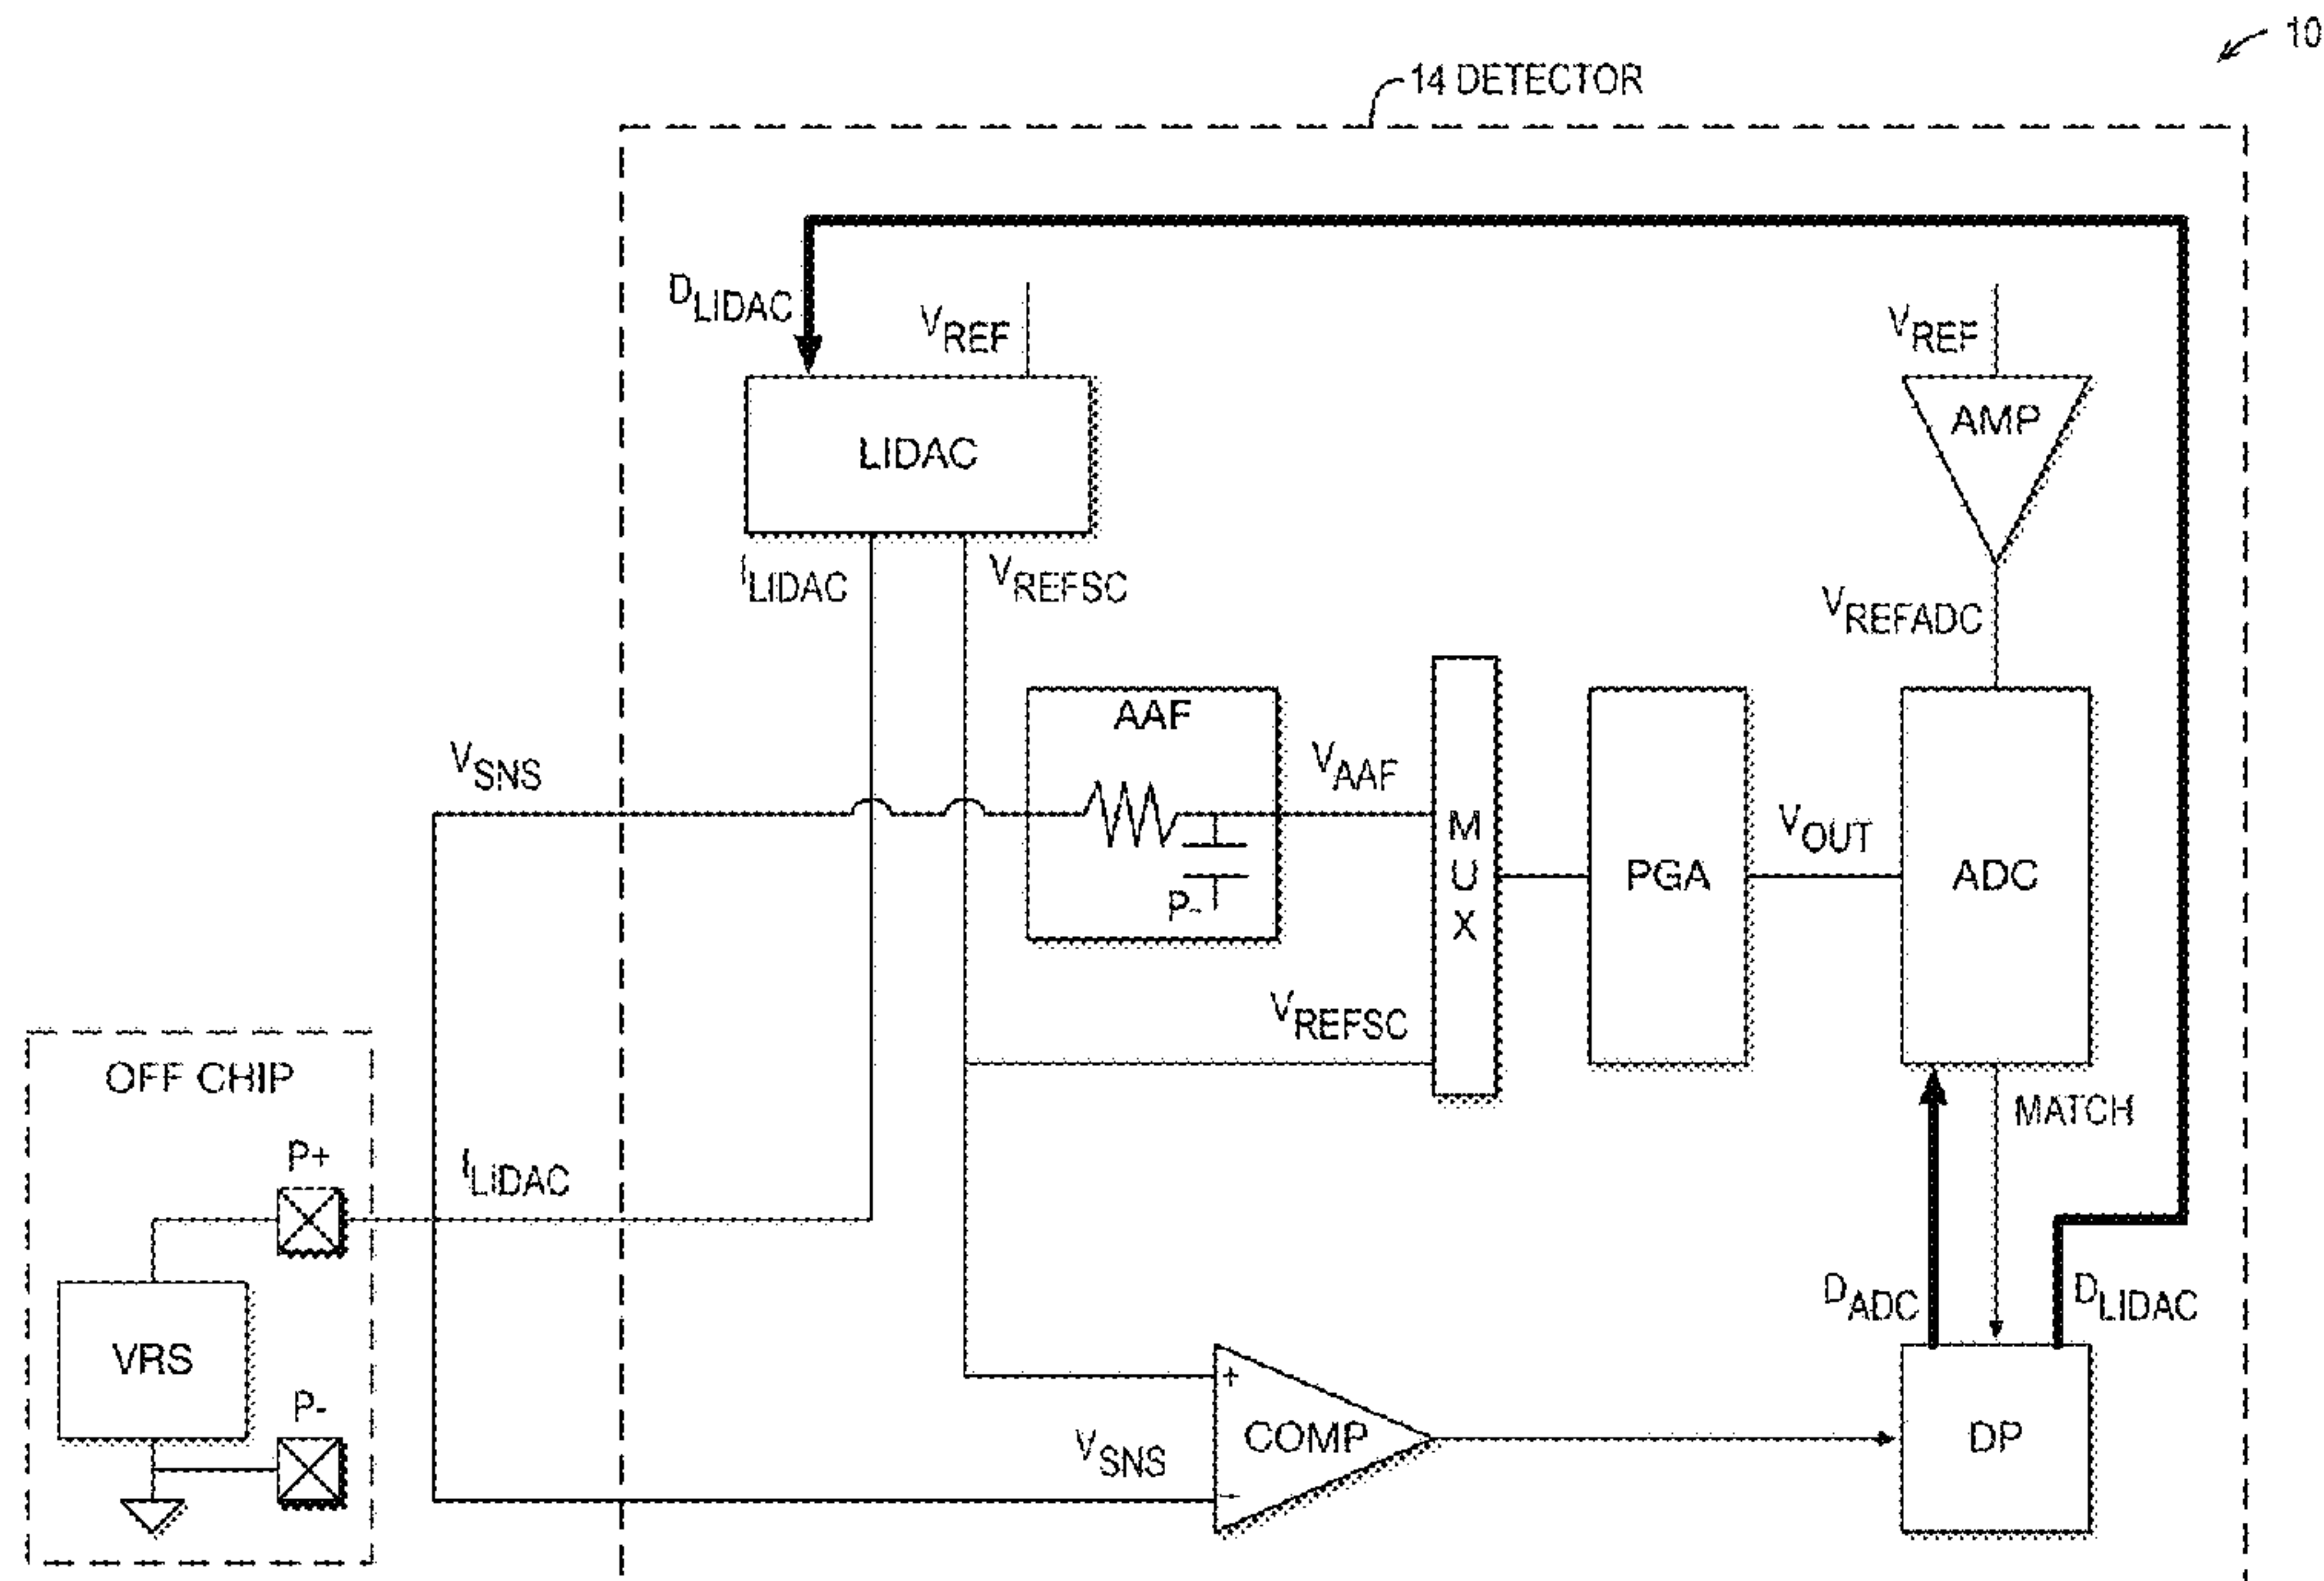 10
14 DETECTOR
DLIDAC
VREF
VREF
AMP
LIDAC
ILIDAC
VREFSC
VREFADC
AAF
VSNS
VAAF
MUX
PGA
VOUT
ADC
P-
VREFSC
OFF CHIP
MATCH
P+
ILIDAC
DADC
DLIDAC
VRS
P-
+
COMP
VSNS
-
DP